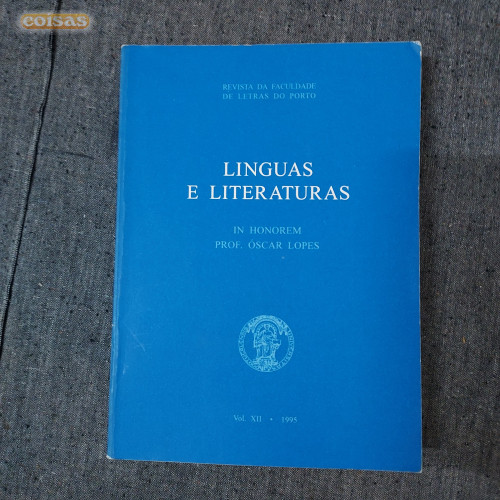 coisas
REVISTA DA FACULDADE
DE LETRAS DO PORTO
LINGUAS
E LITERATURAS
IN HONOREM
PROF. ÓSCAR LOPES
Vol. XII • 1995